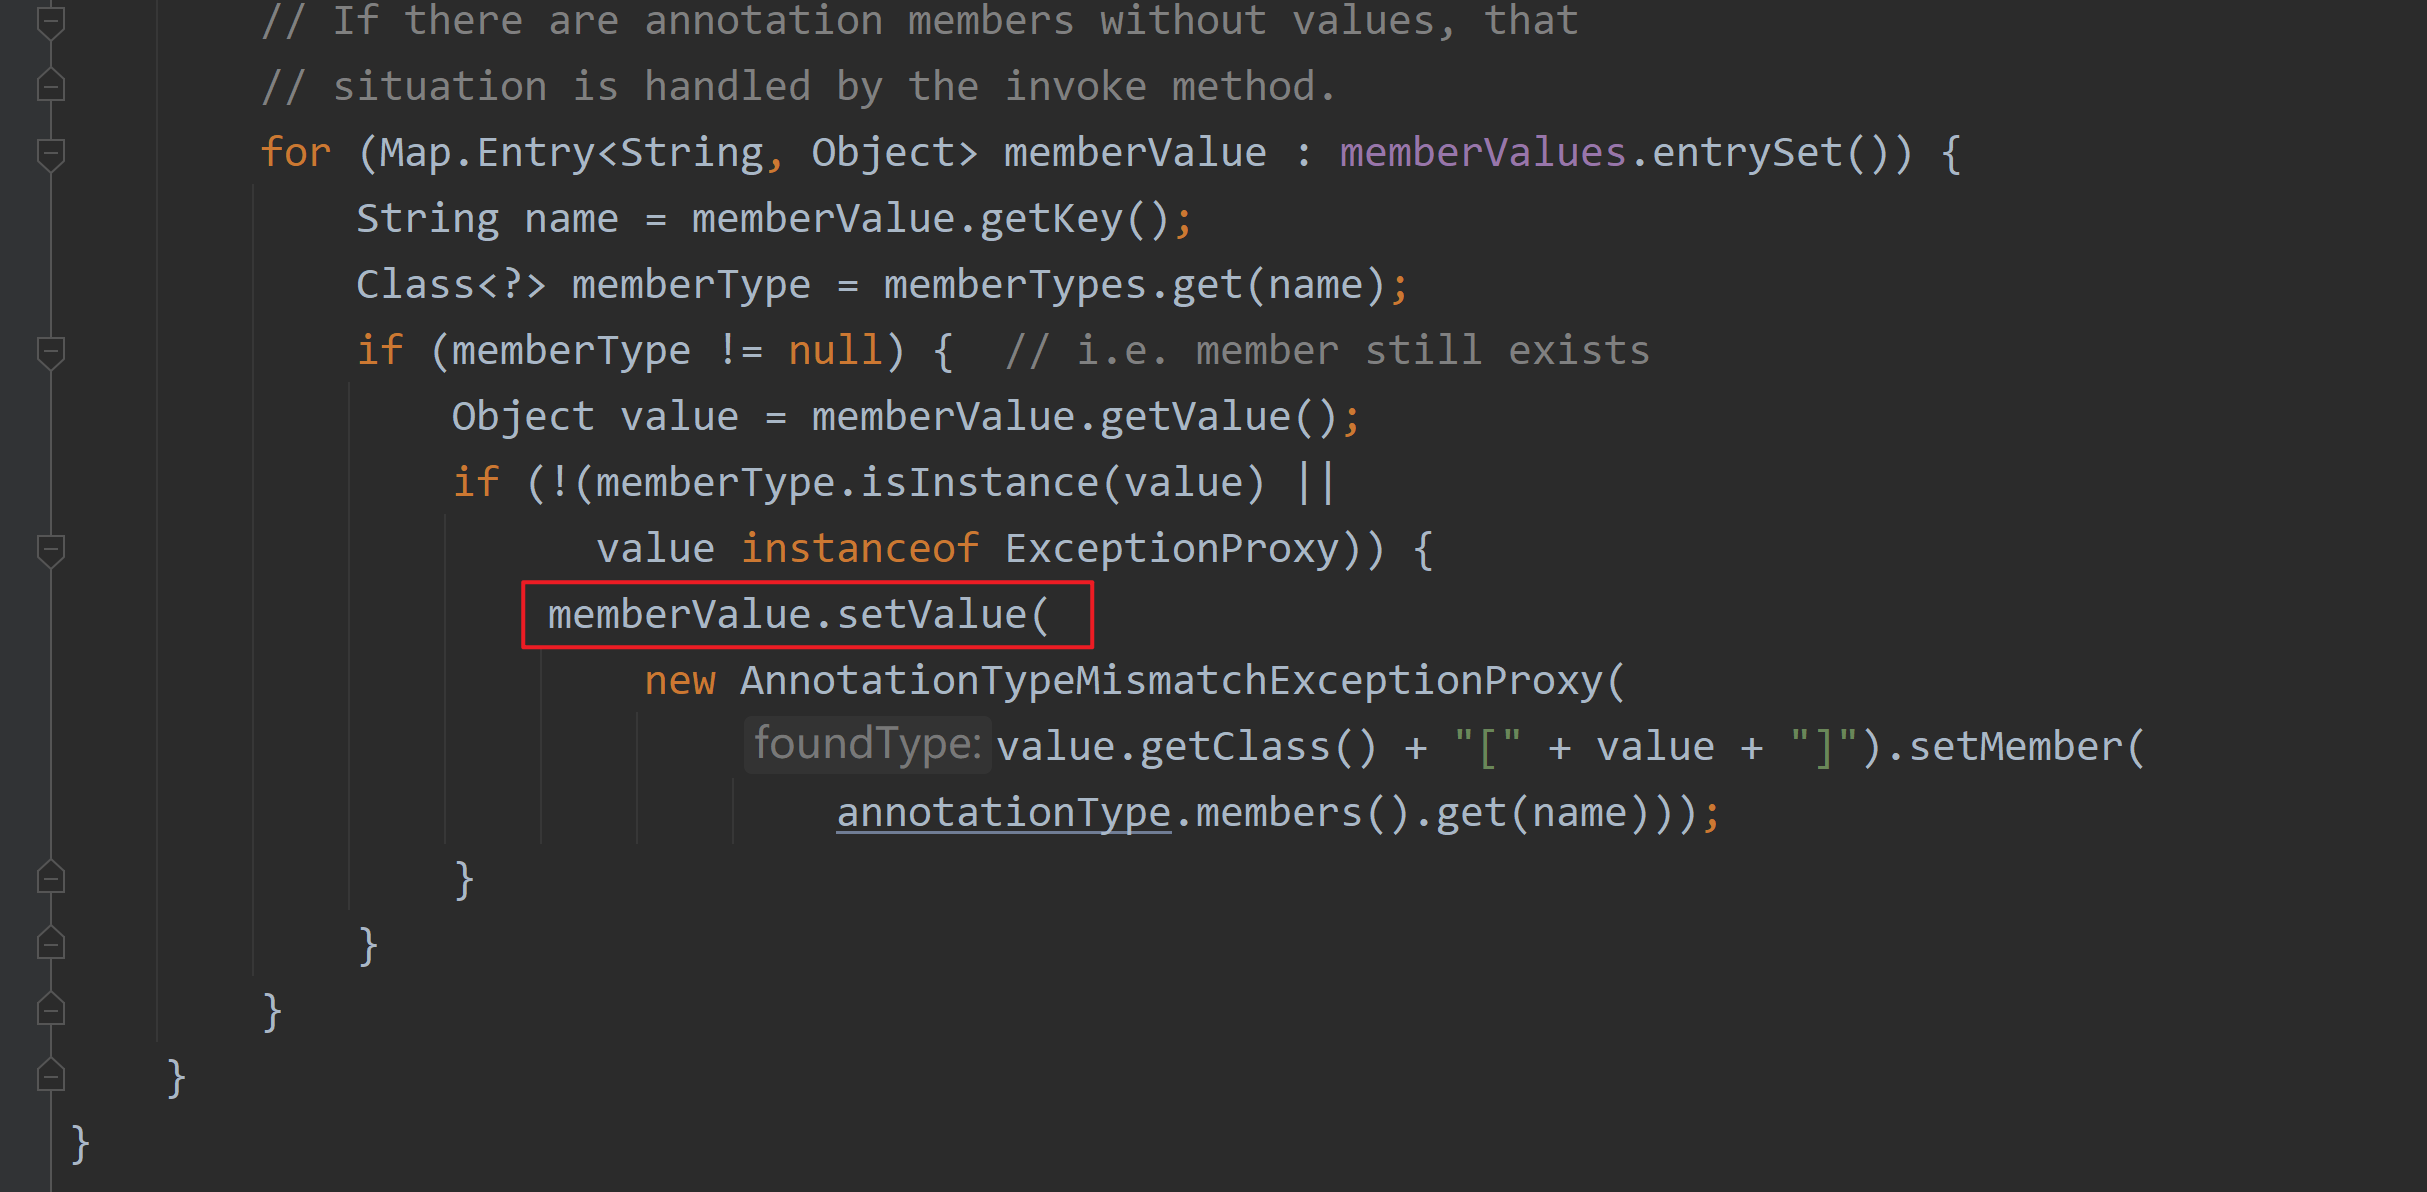 // If there are annotation members without values, that
// situation is handled by the invoke method.
for (Map.Entry<String, Object> memberValue : memberValues.entrySet()) {
String name = memberValue.getKey();
Class<?> memberType = memberTypes.get(name);
if (memberType != null) {  // i.e. member still exists
Object value = memberValue.getValue();
if (!(memberType.isInstance(value) ||
value instanceof ExceptionProxy)) {
memberValue.setValue(
new AnnotationTypeMismatchExceptionProxy(
foundType: value.getClass() + "[" + value + "]").setMember(
annotationType.members().get(name)));
}
}
}
}
}